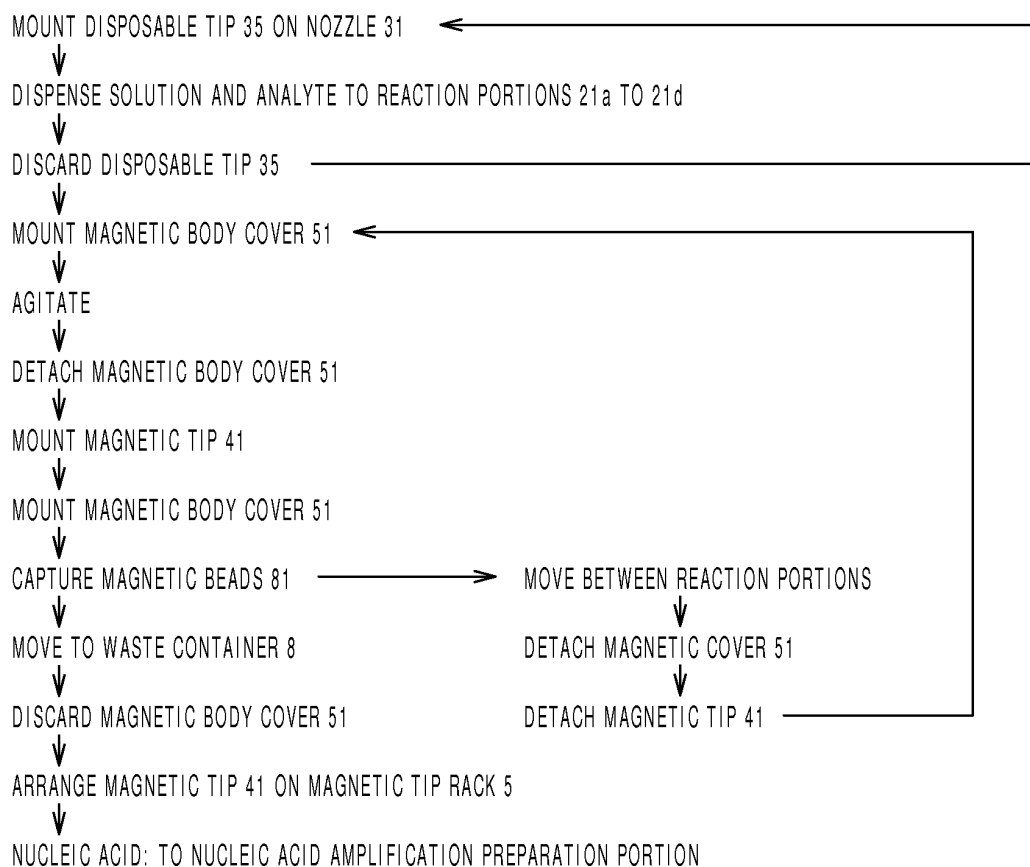 MOUNT DISPOSABLE TIP 35 ON NOZZLE 31
DISPENSE SOLUTION AND ANALYTE TO REACTION PORTIONS 21a TO 21d
DISCARD DISPOSABLE TIP 35
MOUNT MAGNETIC BODY COVER 51
AGITATE
DETACH MAGNETIC BODY COVER 51
MOUNT MAGNETIC TIP 41
MOUNT MAGNETIC BODY COVER 51
CAPTURE MAGNETIC BEADS 81
MOVE BETWEEN REACTION PORTIONS
MOVE TO WASTE CONTAINER 8
DETACH MAGNETIC COVER 51
DISCARD MAGNETIC BODY COVER 51
DETACH MAGNETIC TIP 41
ARRANGE MAGNETIC TIP 41 ON MAGNETIC TIP RACK 5
NUCLEIC ACID: TO NUCLEIC ACID AMPLIFICATION PREPARATION PORTION